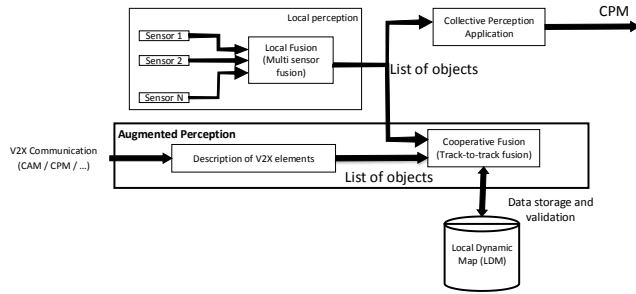 Local perception
Sensor 1
Sensor 2
Sensor N
Local Fusion
(Multi sensor
fusion)
Collective Perception
Application
CPM
List of objects
Augmented Perception
V2X Communication
(CAM / CPM / ...)
Description of V2X elements
List of objects
Cooperative Fusion
(Track-to-track fusion)
Data storage and
validation
Local Dynamic
Map (LDM)